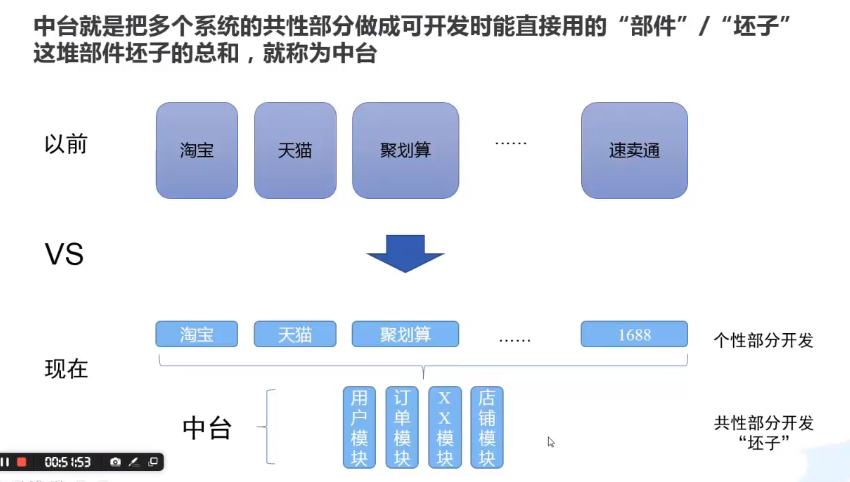 中台就是把多个系统的共性部分做成可开发时能直接用的“部件”/“坯子”
这堆部件坯子的总和，就称为中台
以前
淘宝
天猫
聚划算
……
速卖通
VS
现在
淘宝
天猫
聚划算
……
1688
个性部分开发
中台
用户模块
订单模块
XX模块
店铺模块
共性部分开发
“坯子”
00:51:53